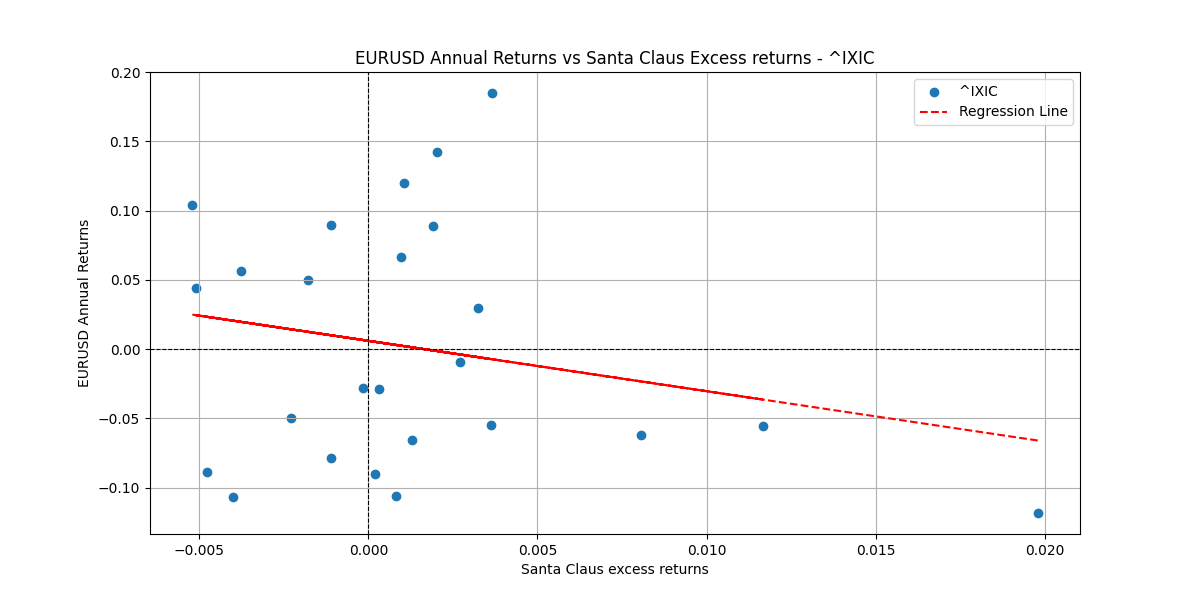 EURUSD Annual Returns vs Santa Claus Excess returns - ^IXIC
^IXIC
Regression Line
EURUSD Annual Returns
0.20
0.15
0.10
0.05
0.00
−0.05
−0.10
−0.005
0.000
0.005
0.010
0.015
0.020
Santa Claus excess returns